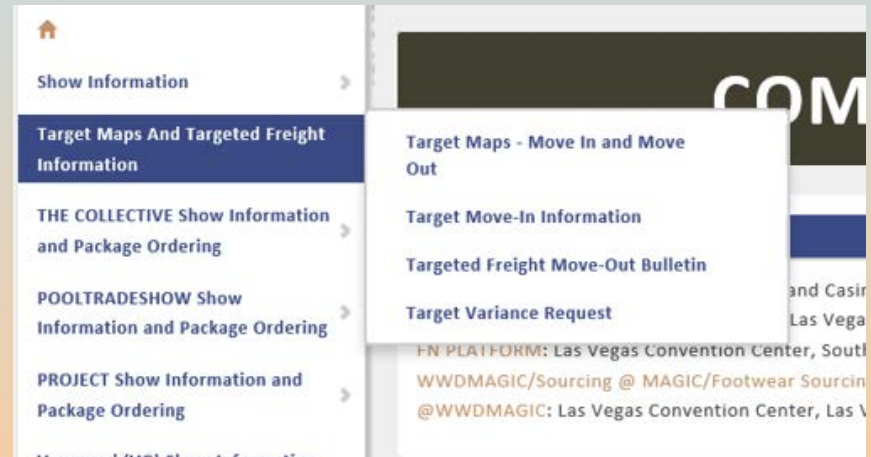 Show Information
Target Maps And Targeted Freight
Information
THE COLLECTIVE Show Information
and Package Ordering
POOLTRADESHOW Show
Information and Package Ordering
PROJECT Show Information and
Package Ordering
COM
Target Maps - Move In and Move
Out
Target Move-In Information
Targeted Freight Move-Out Bulletin
Target Variance Request
and Casin
Las Vega
FN PLATFORM: Las Vegas Convention Center, South
WWDMAGIC/Sourcing @ MAGIC/Footwear Sourcin
@WWDMAGIC: Las Vegas Convention Center, Las V